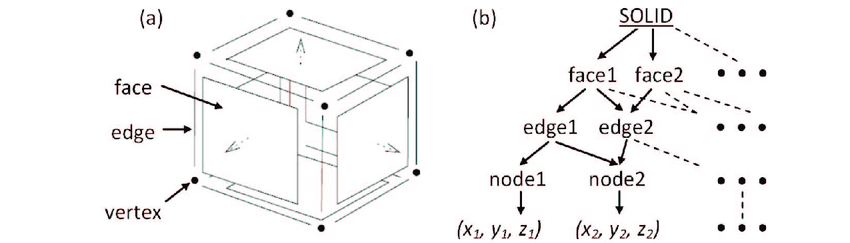 (a)
face
edge
vertex
(b)
SOLID
face1 face2
edge1 edge2
node1 node2
(x₁, y₁, z₁) (x₂, y₂, z₂)